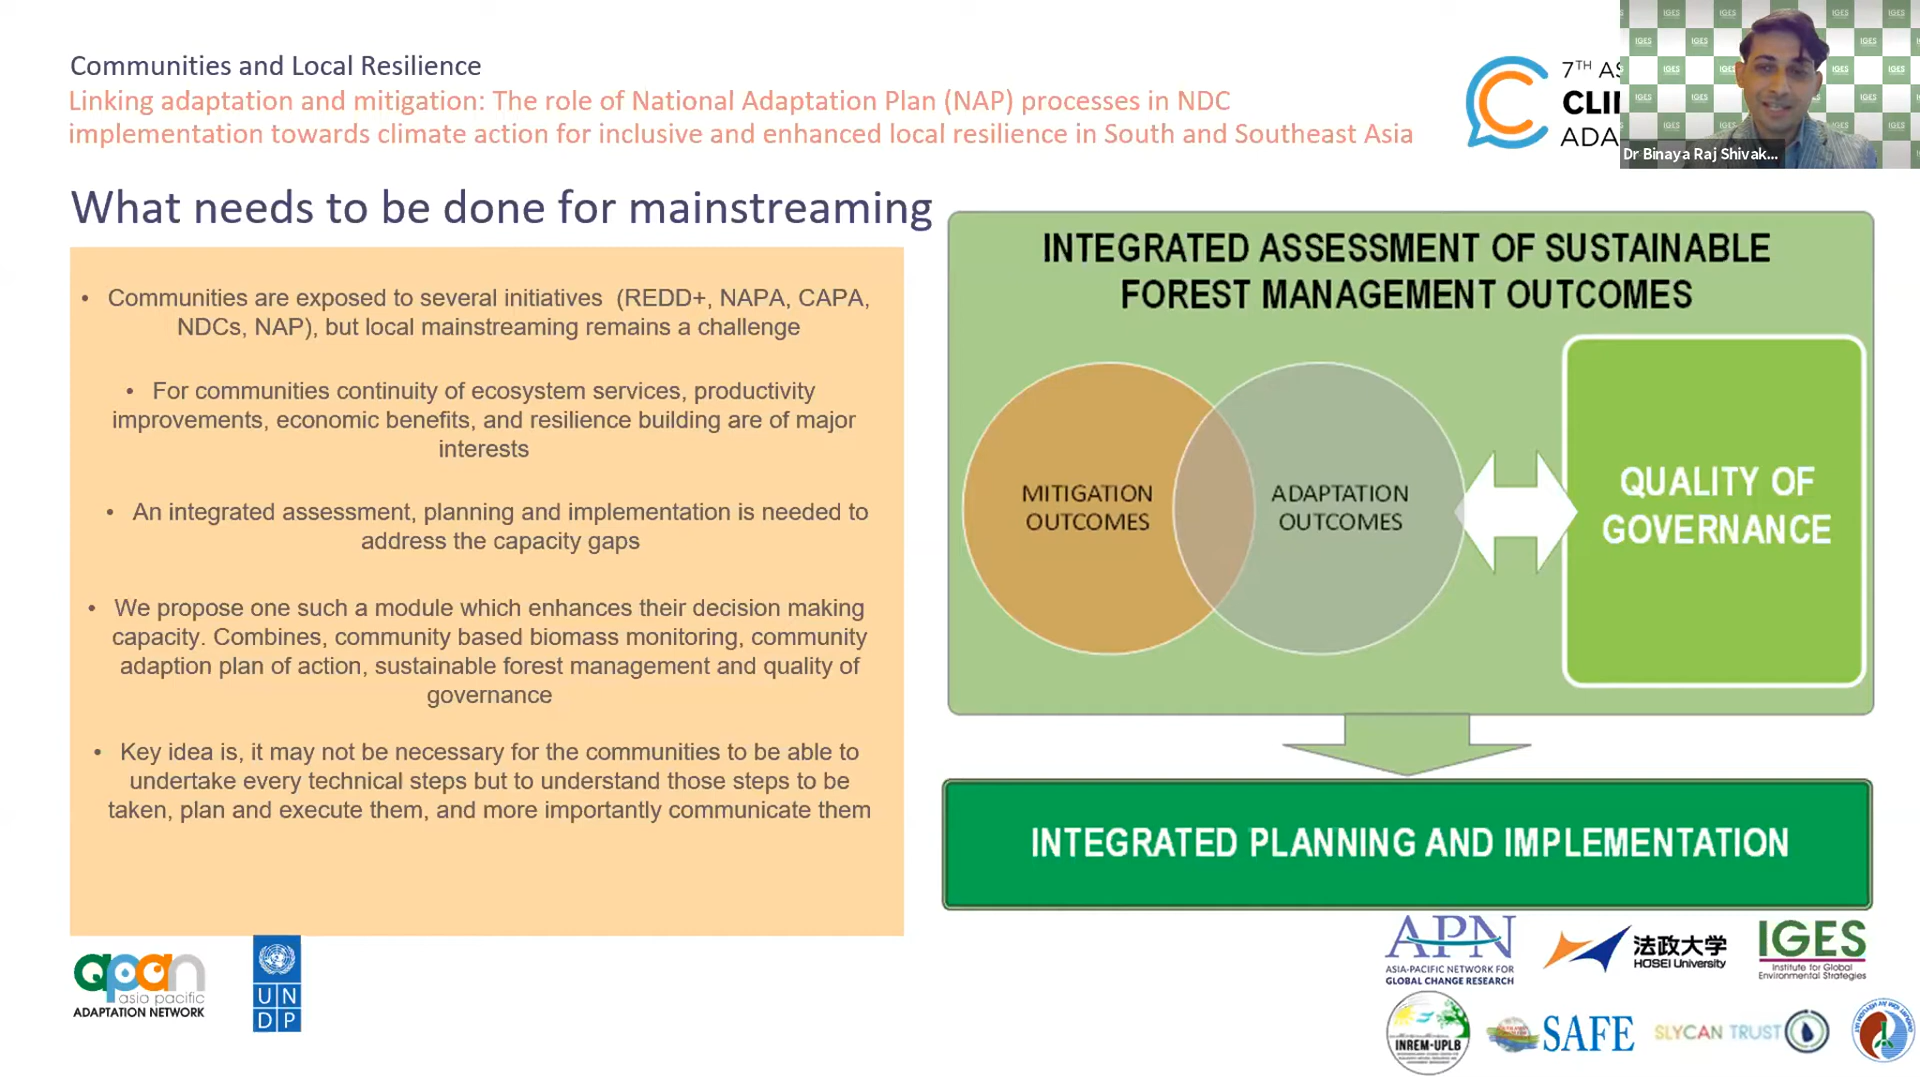 Communities and Local Resilience
Linking adaptation and mitigation: The role of National Adaptation Plan (NAP) processes in NDC
implementation towards climate action for inclusive and enhanced local resilience in South and Southeast Asia
7TH AS
CLI
ADA
IGES
Dr Binaya Raj Shivak...
What needs to be done for mainstreaming
• Communities are exposed to several initiatives (REDD+, NAPA, CAPA,
NDCs, NAP), but local mainstreaming remains a challenge
• For communities continuity of ecosystem services, productivity
improvements, economic benefits, and resilience building are of major
interests
• An integrated assessment, planning and implementation is needed to
address the capacity gaps
• We propose one such a module which enhances their decision making
capacity. Combines, community based biomass monitoring, community
adaption plan of action, sustainable forest management and quality of
governance
• Key idea is, it may not be necessary for the communities to be able to
undertake every technical steps but to understand those steps to be
taken, plan and execute them, and more importantly communicate them
INTEGRATED ASSESSMENT OF SUSTAINABLE
FOREST MANAGEMENT OUTCOMES
MITIGATION
OUTCOMES
ADAPTATION
OUTCOMES
QUALITY OF
GOVERNANCE
INTEGRATED PLANNING AND IMPLEMENTATION
apan
asia pacific
ADAPTATION NETWORK
UN
DP
APN
ASIA-PACIFIC NETWORK FOR
GLOBAL CHANGE RESEARCH
法政大学
HOSEI University
IGES
Institute for Global
Environmental Strategies
INREM-UPLB
SAFE
SLYCAN TRUST